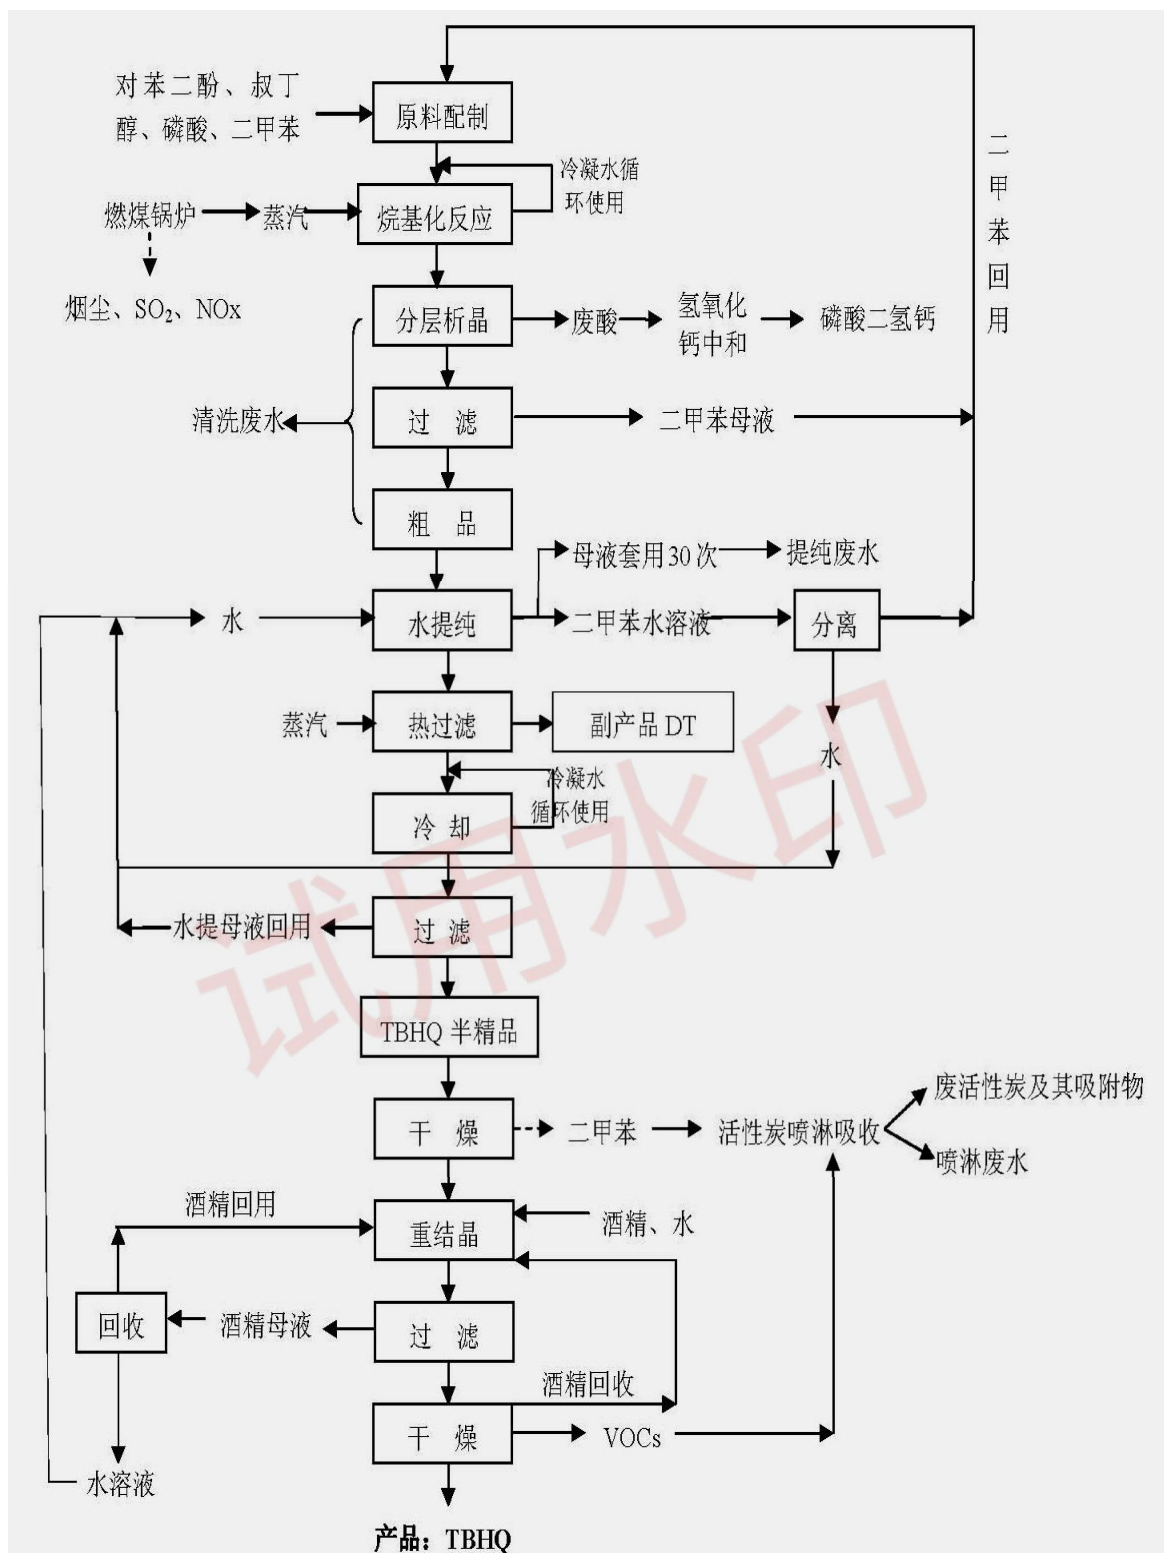 对苯二酚、叔丁
醇、磷酸、二甲苯
原料配制
二甲苯回用
冷凝水循
环使用
燃煤锅炉
蒸汽
烷基化反应
烟尘、SO₂、NOx
分层析晶
废酸
氢氧化
钙中和
磷酸二氢钙
清洗废水
过 滤
二甲苯母液
粗 品
母液套用30次
提纯废水
水
水提纯
二甲苯水溶液
分离
蒸汽
热过滤
副产品 DT
水
冷凝水
循环使用
冷 却
水提母液回用
过 滤
TBHQ 半精品
废活性炭及其吸附物
干 燥
二甲苯
活性炭喷淋吸收
喷淋废水
酒精回用
重结晶
酒精、水
回收
酒精母液
过 滤
酒精回收
干 燥
VOCs
水溶液
产品：TBHQ
试用水印